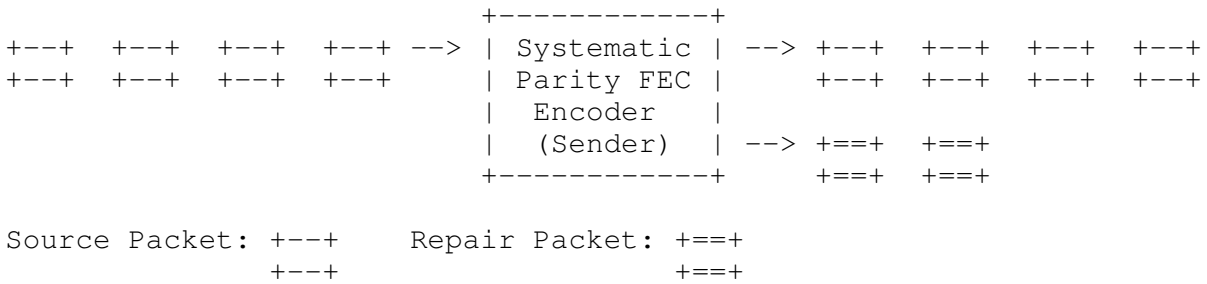 +------------+
+--+  +--+  +--+  +--+ --> | Systematic | --> +--+  +--+  +--+  +--+
+--+  +--+  +--+  +--+     | Parity FEC |     +--+  +--+  +--+  +--+
                           |  Encoder   |
                           |  (Sender)  | --> +==+  +==+
                           +------------+     +==+  +==+

Source Packet: +--+    Repair Packet: +==+
               +--+                   +==+